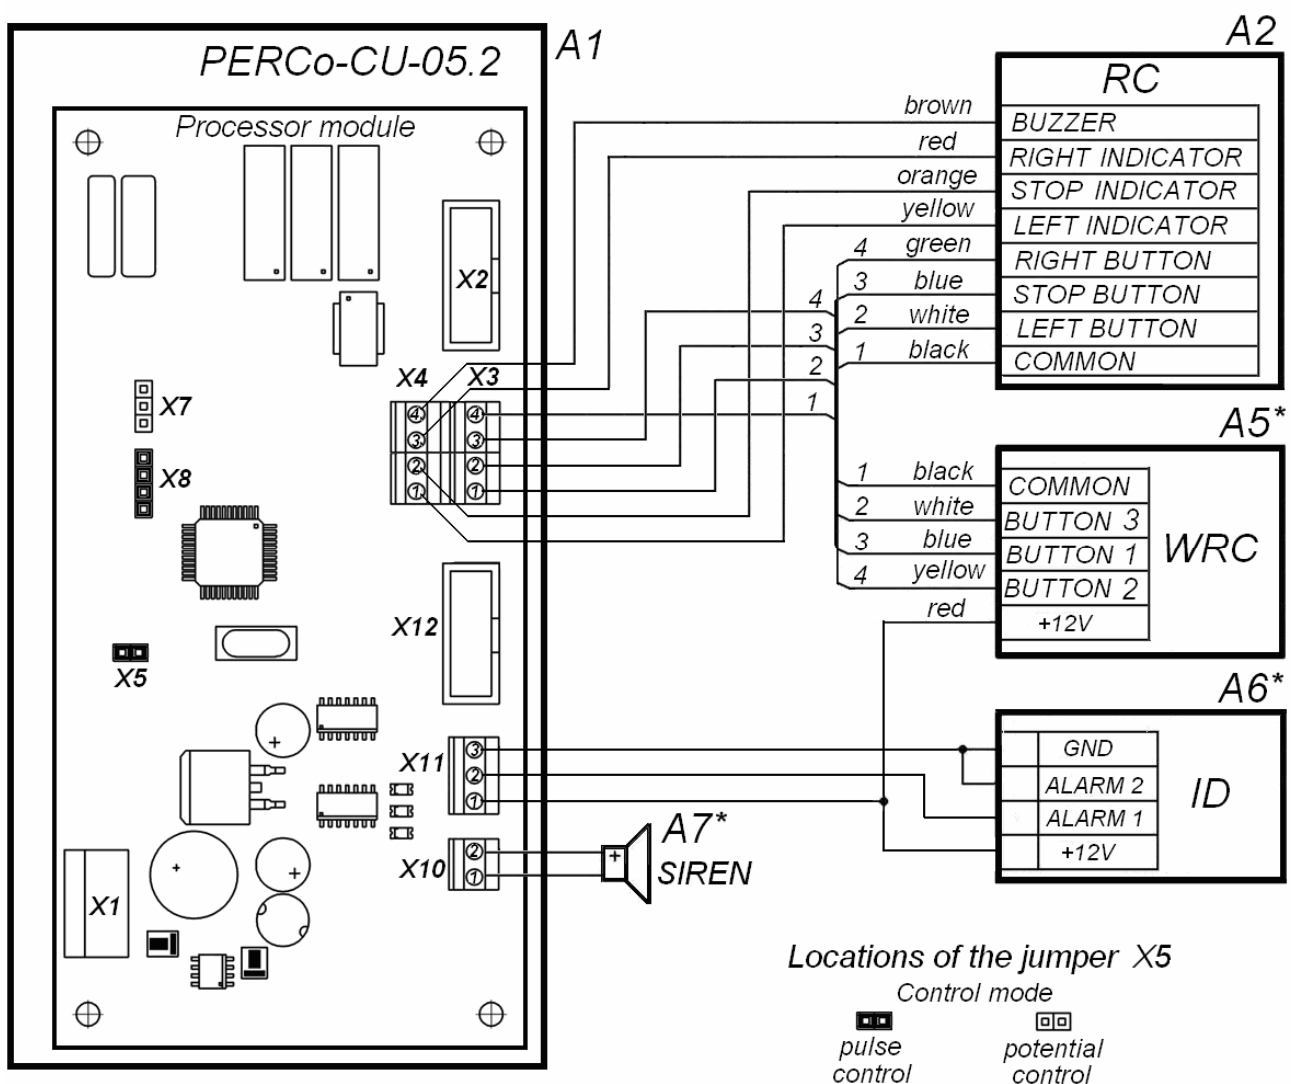 PERCo-CU-05.2
A1
Processor module
X2
X4
X3
4
3
2
1
4
3
2
1
X7
X8
X12
X5
X11
3
2
1
X10
2
1
X1
+
+
+
A7*
+
SIREN
A2
RC
brown
BUZZER
red
RIGHT INDICATOR
orange
STOP INDICATOR
yellow
LEFT INDICATOR
4
green
RIGHT BUTTON
3
blue
STOP BUTTON
2
white
LEFT BUTTON
1
black
COMMON
4
3
2
1
A5*
WRC
1
black
COMMON
2
white
BUTTON 3
3
blue
BUTTON 1
4
yellow
BUTTON 2
red
+12V
A6*
ID
GND
ALARM 2
ALARM 1
+12V
Locations of the jumper X5
Control mode
pulse
control
potential
control